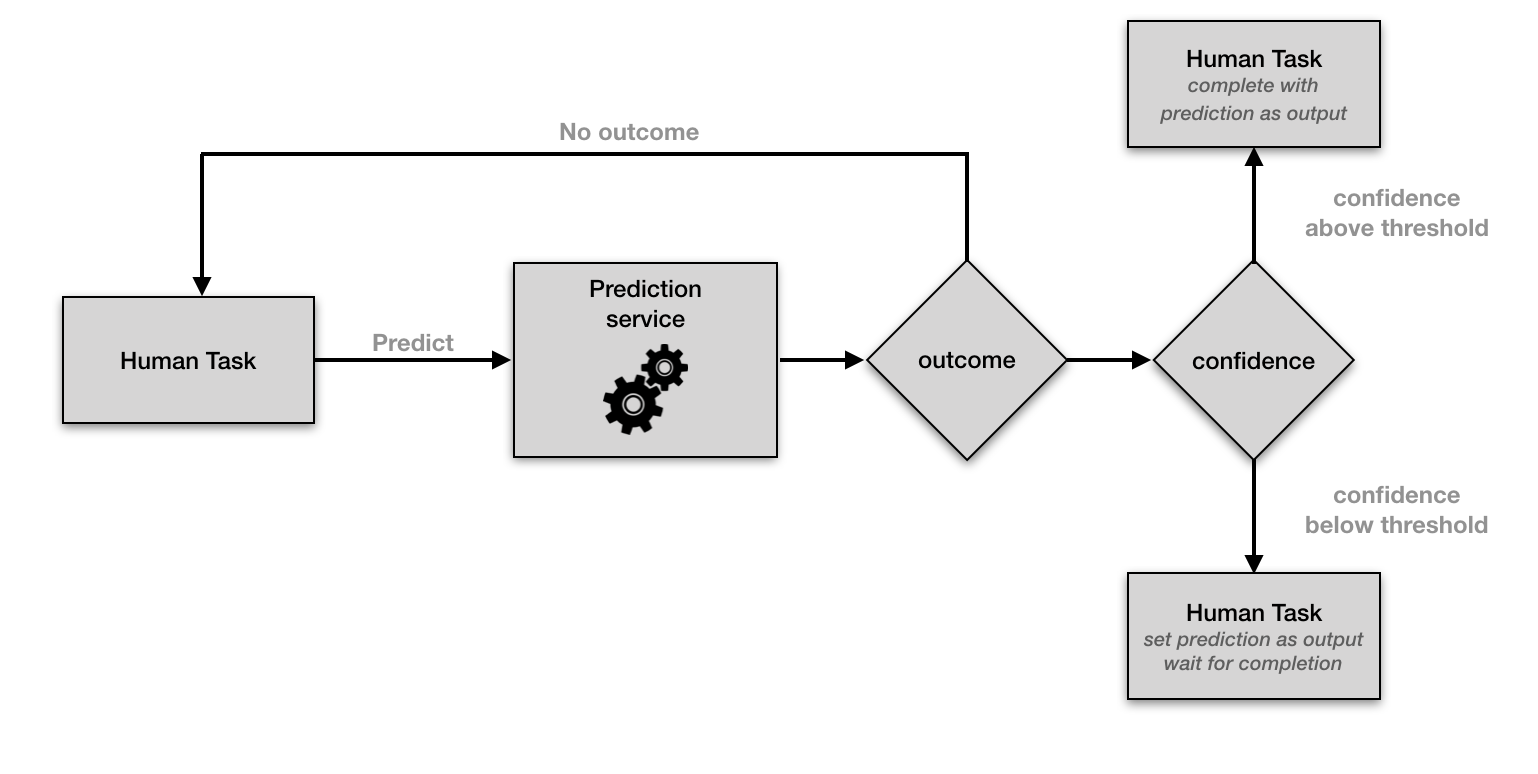 Human Task
complete with
prediction as output
No outcome
confidence
above threshold
Prediction
service
Human Task
Predict
outcome
confidence
confidence
below threshold
Human Task
set prediction as output
wait for completion